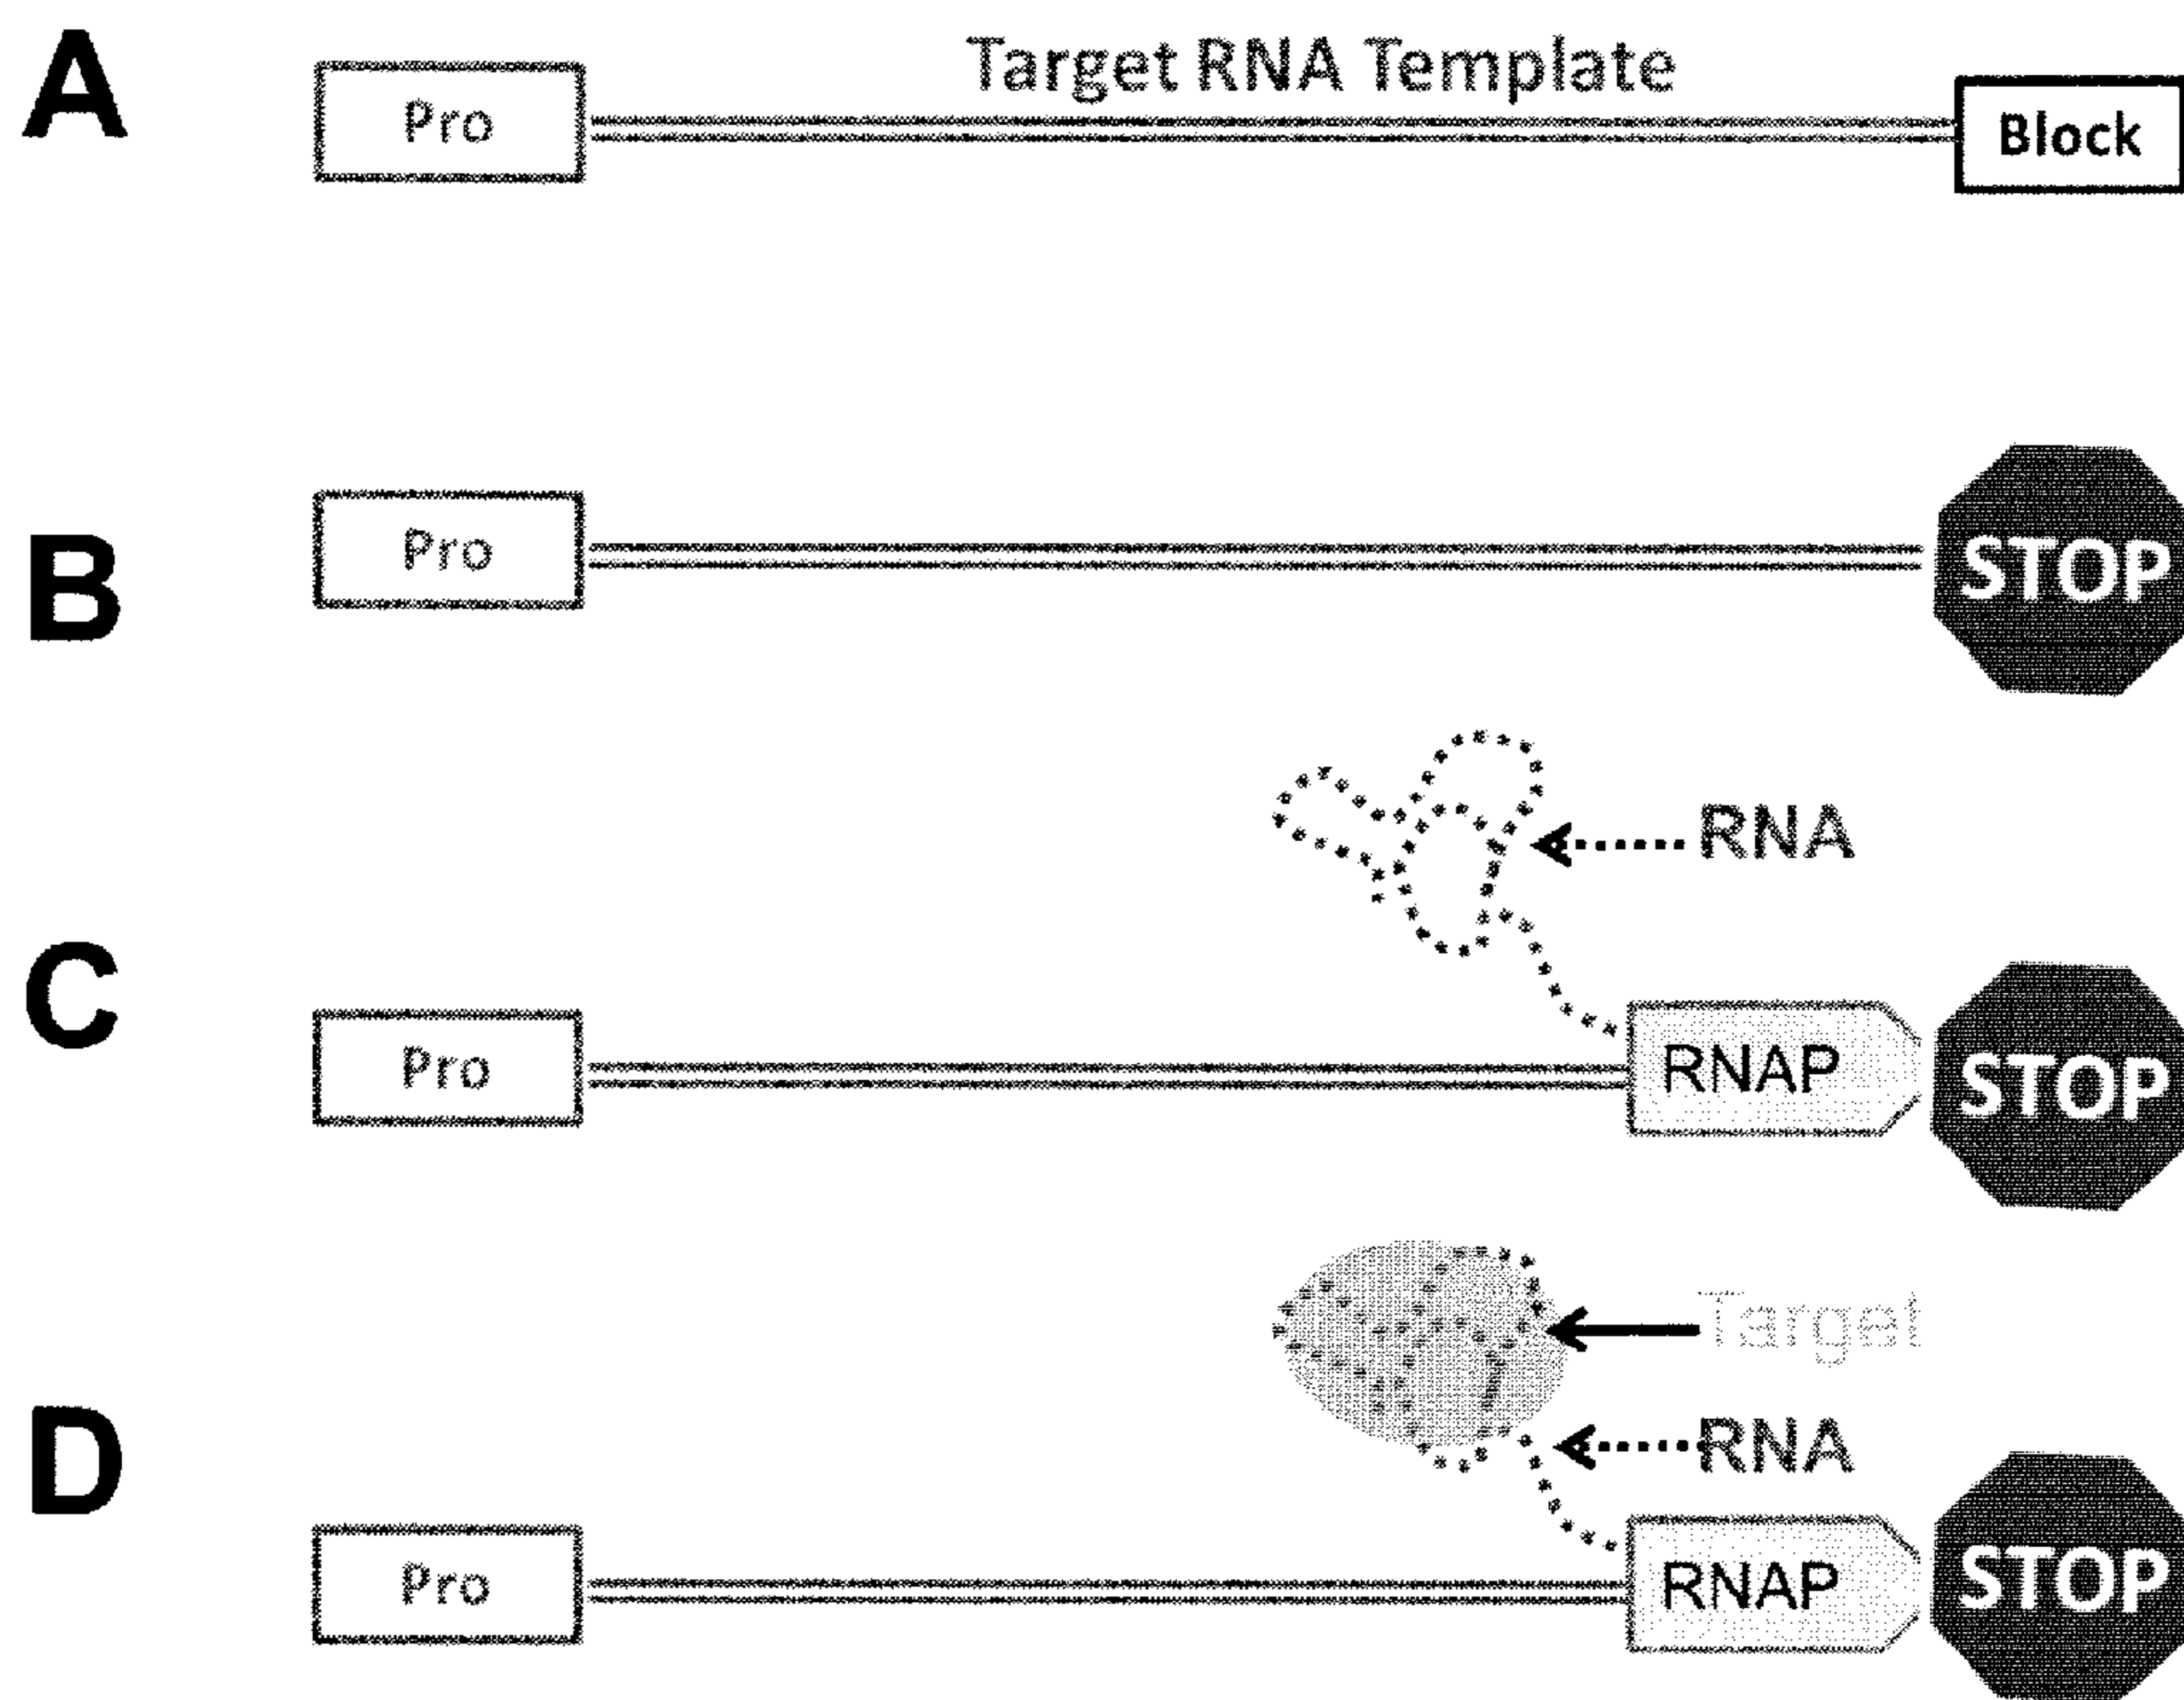 A
Target RNA Template
Pro
Block
B
Pro
STOP
RNA
C
Pro
RNAP
STOP
Target
D
RNA
Pro
RNAP
STOP